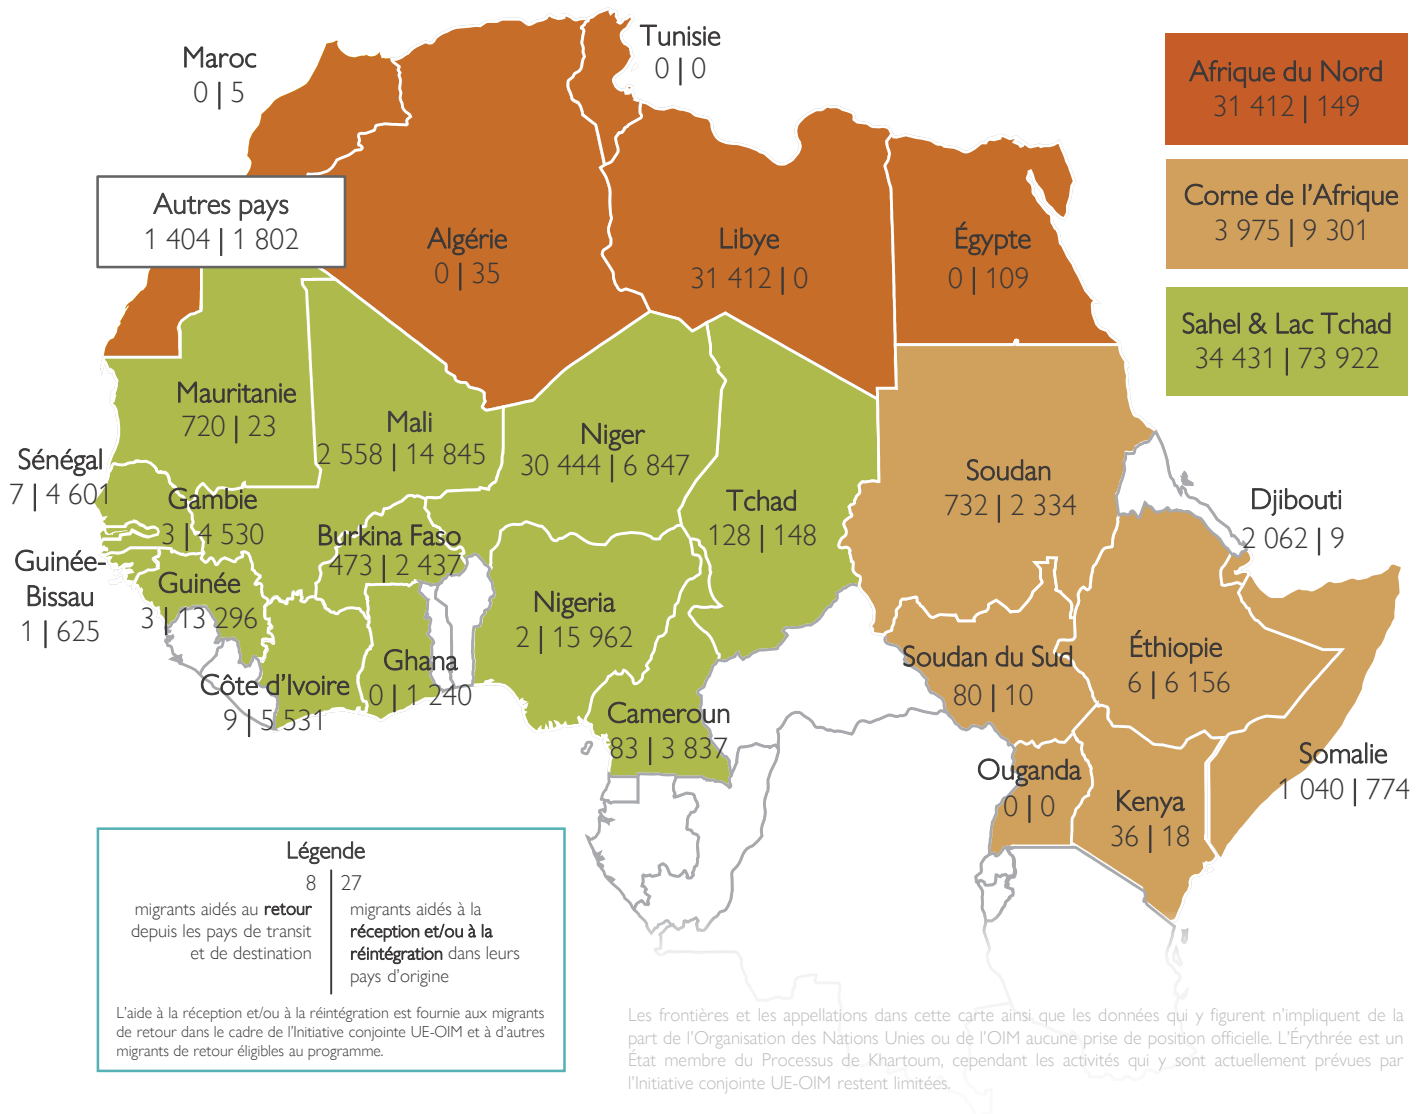 Maroc
0 | 5
Tunisie
0 | 0
Afrique du Nord
31 412 | 149
Corne de l'Afrique
3 975 | 9 301
Sahel & Lac Tchad
34 431 | 73 922
Autres pays
1 404 | 1 802
Algérie
0 | 35
Libye
31 412 | 0
Égypte
0 | 109
Mauritanie
720 | 23
Mali
2 558 | 14 845
Niger
30 444 | 6 847
Tchad
128 | 148
Soudan
732 | 2 334
Djibouti
2 062 | 9
Sénégal
7 | 4 601
Gambie
3 | 4 530
Burkina Faso
473 | 2 437
Guinée-
Bissau
1 | 625
Guinée
3 | 13 296
Nigeria
2 | 15 962
Ghana
0 | 1 240
Côte d'Ivoire
9 | 5 531
Cameroun
83 | 3 837
Soudan du Sud
80 | 10
Éthiopie
6 | 6 156
Ouganda
0 | 0
Kenya
36 | 18
Somalie
1 040 | 774
Légende
8 | 27
migrants aidés au retour
depuis les pays de transit
et de destination
migrants aidés à la
réception et/ou à la
réintégration dans leurs
pays d'origine
L'aide à la réception et/ou à la réintégration est fournie aux migrants
de retour dans le cadre de l'Initiative conjointe UE-OIM et à d'autres
migrants de retour éligibles au programme.
Les frontières et les appellations dans cette carte ainsi que les données qui y figurent n'impliquent de la
part de l'Organisation des Nations Unies ou de l'OIM aucune prise de position officielle. L'Érythrée est un
État membre du Processus de Khartoum, cependant les activités qui y sont actuellement prévues par
l'Initiative conjointe UE-OIM restent limitées.